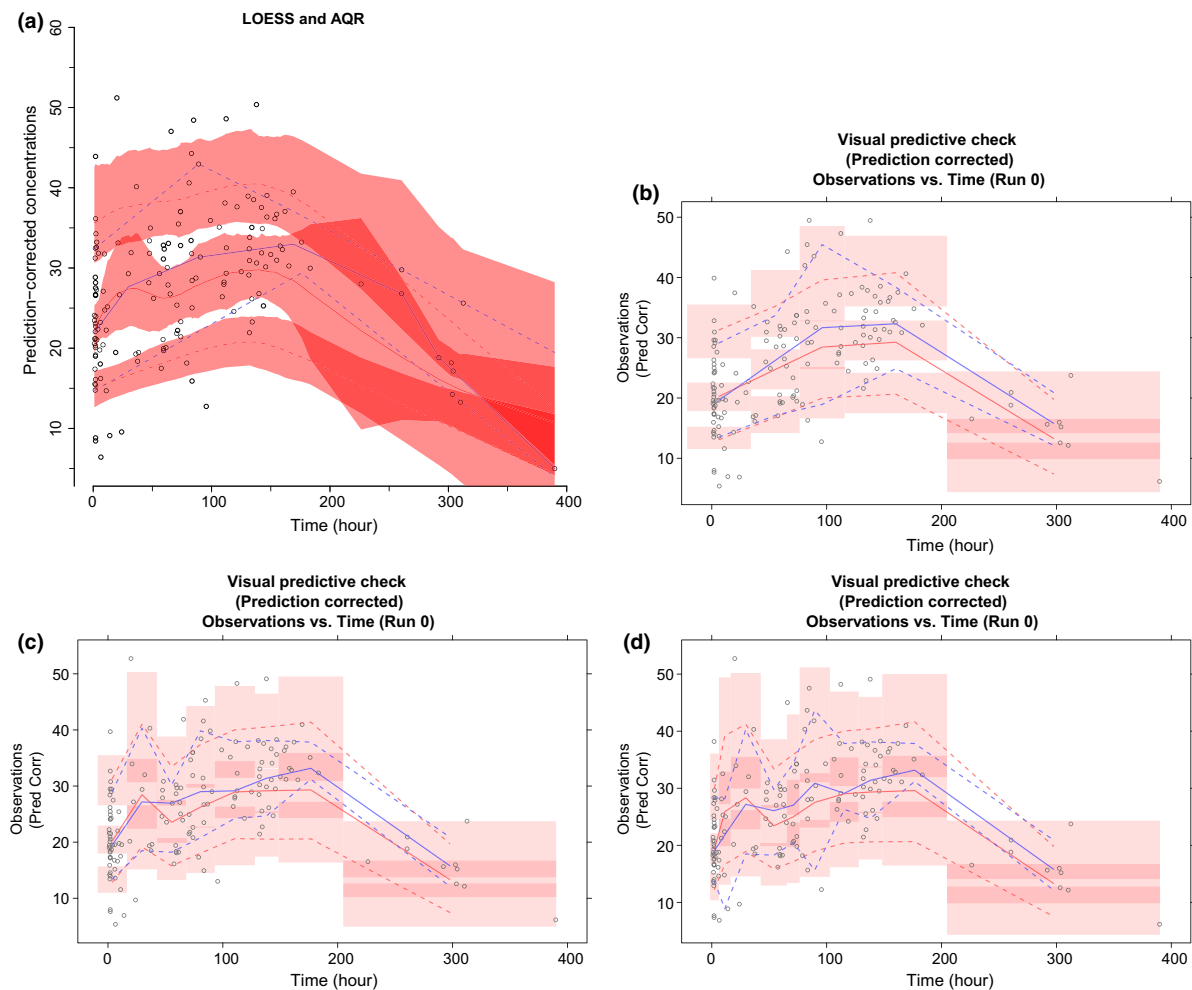 (a)
LOESS and AQR
Prediction-corrected concentrations
60
50
40
30
20
10
0 100 200 300 400
Time (hour)
(b)
Visual predictive check
(Prediction corrected)
Observations vs. Time (Run 0)
Observations
(Pred Corr)
50
40
30
20
10
0 100 200 300 400
Time (hour)
(c)
Visual predictive check
(Prediction corrected)
Observations vs. Time (Run 0)
Observations
(Pred Corr)
50
40
30
20
10
0 100 200 300 400
Time (hour)
(d)
Visual predictive check
(Prediction corrected)
Observations vs. Time (Run 0)
Observations
(Pred Corr)
50
40
30
20
10
0 100 200 300 400
Time (hour)